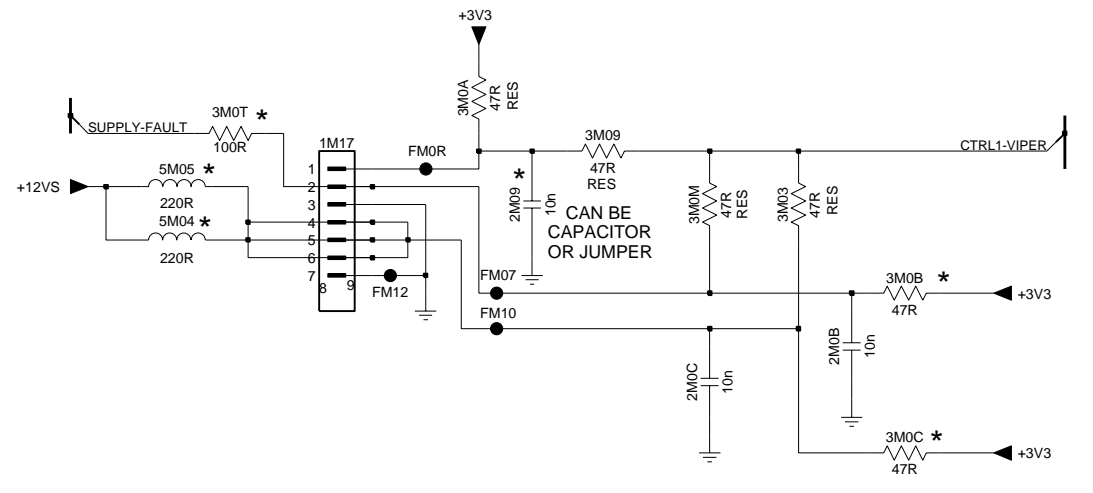 +3V3
3M0A
47R
RES
SUPPLY-FAULT
3M0T *
100R
1M17
FM0R
3M09
47R
RES
CTRL1-VIPER
+12VS
5M05 *
220R
5M04 *
220R
1
2
3
4
5
6
7
8
9
*
2M09
10n
CAN BE
CAPACITOR
OR JUMPER
3M0M
47R
RES
3M03
47R
RES
FM07
FM12
FM10
3M0B *
47R
+3V3
2M0B
10n
2M0C
10n
3M0C *
47R
+3V3